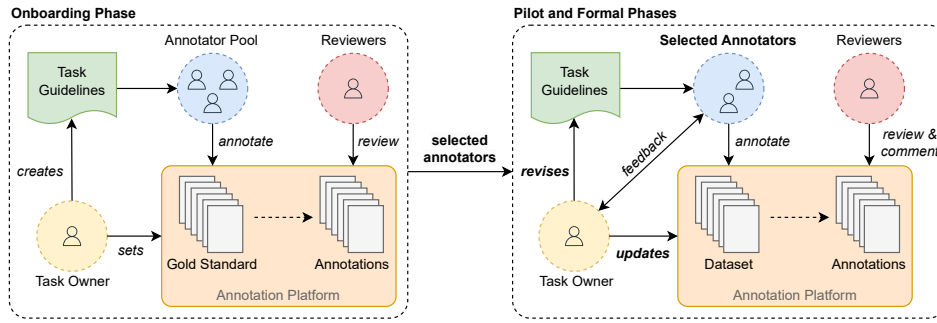 Onboarding Phase
Annotator Pool
Reviewers
Task
Guidelines
annotate
review
creates
Task Owner
sets
Gold Standard
Annotations
Annotation Platform
selected
annotators
Pilot and Formal Phases
Selected Annotators
Reviewers
Task
Guidelines
feedback
annotate
review &
comment
revises
Task Owner
updates
Dataset
Annotations
Annotation Platform